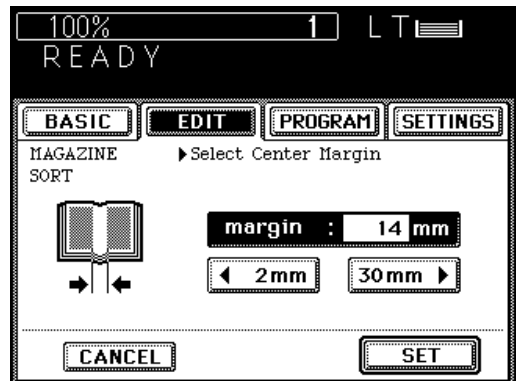 100% 1 LT
READY
BASIC EDIT PROGRAM SETTINGS
MAGAZINE ▶Select Center Margin
SORT
margin : 14 mm
◀ 2mm 30mm ▶
CANCEL SET